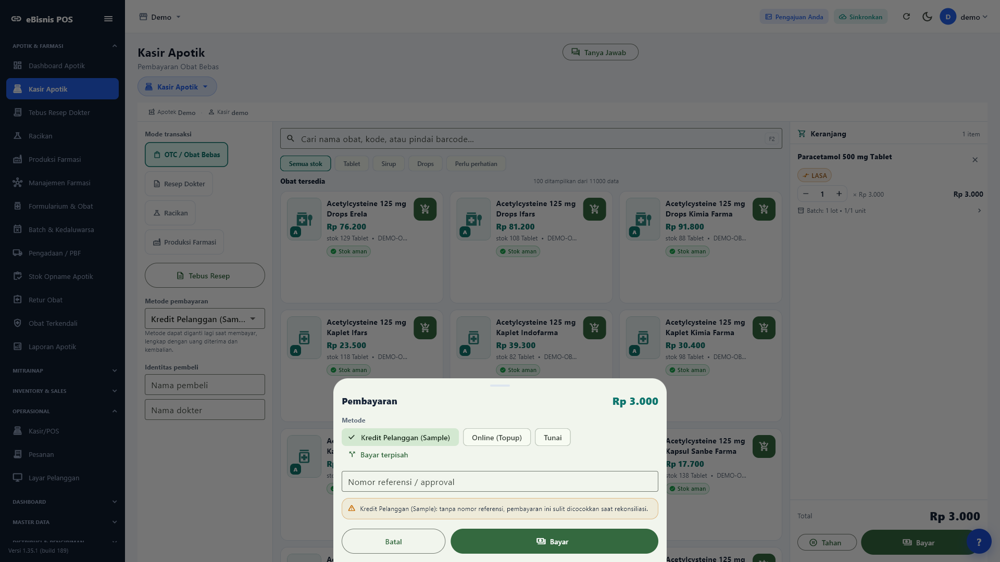 eBisnis POS
APOTIK & FARMASI
Dashboard Apotik
Kasir Apotik
Tebus Resep Dokter
Racikan
Produksi Farmasi
Manajemen Farmasi
Formularium & Obat
Batch & Kedaluwarsa
Pengadaan / PBF
Stok Opname Apotik
Retur Obat
Obat Terkendali
Laporan Apotik
MITRAINAP
INVENTORY & SALES
OPERASIONAL
Kasir/POS
Pesanan
Layar Pelanggan
DASHBOARD
MASTER DATA
Versi 1.35.1 (build 189)
Demo
Pengajuan Anda
Sinkronkan
D
demo
Kasir Apotik
Pembayaran Obat Bebas
Tanya Jawab
Kasir Apotik
Apotek Demo · Kasir demo
Mode transaksi
OTC / Obat Bebas
Resep Dokter
Racikan
Produksi Farmasi
Tebus Resep
Metode pembayaran
Kredit Pelanggan (Sam...
Metode dapat diganti lagi saat membayar,
lengkap dengan uang diterima dan
kembalian.
Identitas pembeli
Nama pembeli
Nama dokter
Cari nama obat, kode, atau pindai barcode...
F2
Semua stok
Tablet
Sirup
Drops
Perlu perhatian
Obat tersedia
100 ditampilkan dari 11000 data
Acetylcysteine 125 mg
Drops Erela
Rp 76.200
stok 129 Tablet • DEMO-O...
Stok aman
A
Acetylcysteine 125 mg
Drops Ifars
Rp 81.200
stok 108 Tablet • DEMO-O...
Stok aman
A
Acetylcysteine 125 mg
Drops Kimia Farma
Rp 91.800
stok 88 Tablet • DEMO-OB...
Stok aman
A
Acetylcysteine 125 mg
Kaplet Ifars
Rp 23.500
stok 118 Tablet • DEMO-O...
Stok aman
A
Acetylcysteine 125 mg
Kaplet Indofarma
Rp 39.300
stok 82 Tablet • DEMO-OB...
Stok aman
A
Acetylcysteine 125 mg
Kaplet Kimia Farma
Rp 30.400
stok 98 Tablet • DEMO-OB...
Stok aman
A
A
Acetylcysteine 125 mg
Kapsul Sanbe Farma
Rp 17.700
stok 138 Tablet • DEMO-O...
Stok aman
Acetylcysteine 125 mg
Keranjang
1 item
Paracetamol 500 mg Tablet
LASA
1
× Rp 3.000
Rp 3.000
Batch: 1 lot • 1/1 unit
Total
Rp 3.000
Tahan
Bayar
?
Pembayaran
Rp 3.000
Metode
Kredit Pelanggan (Sample)
Online (Topup)
Tunai
Bayar terpisah
Nomor referensi / approval
Kredit Pelanggan (Sample): tanpa nomor referensi, pembayaran ini sulit dicocokkan saat rekonsiliasi.
Batal
Bayar